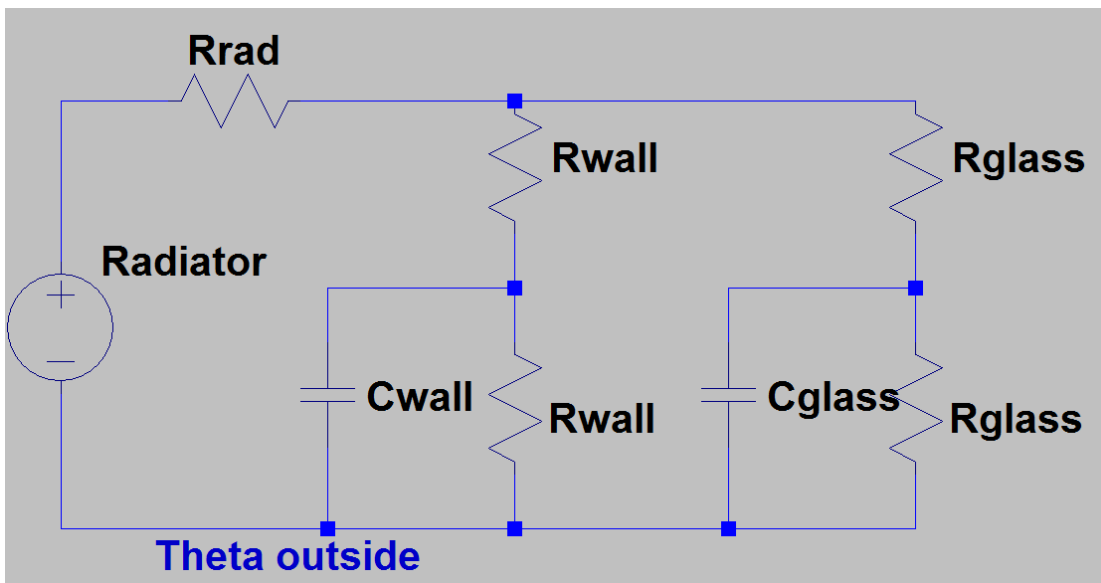 Rrad
Rwall
Rglass
Radiator
Cwall
Rwall
Cglass
Rglass
Theta outside